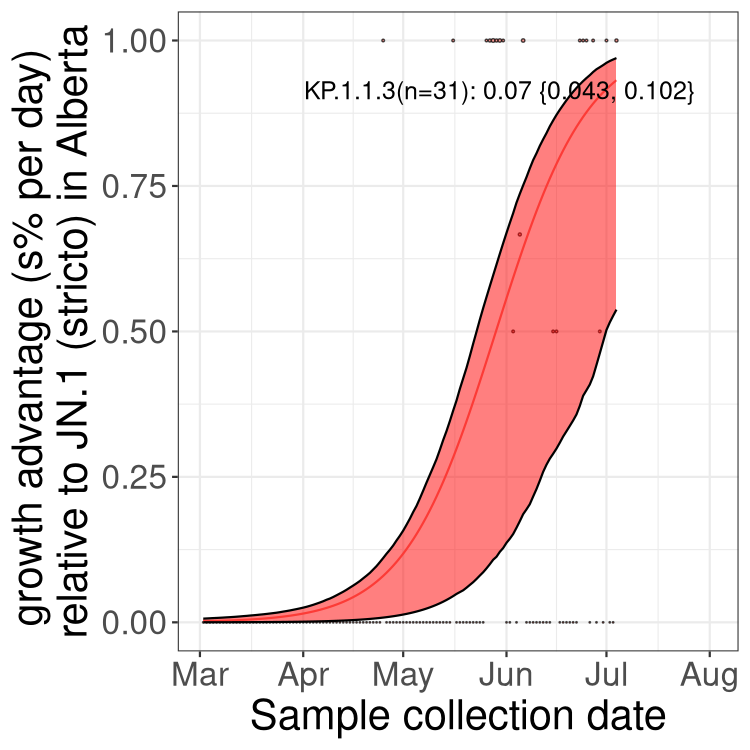 growth advantage (s% per day)
relative to JN.1 (stricto) in Alberta
1.00
0.75
0.50
0.25
0.00
KP.1.1.3(n=31): 0.07 {0.043, 0.102}
Mar Apr May Jun Jul Aug
Sample collection date